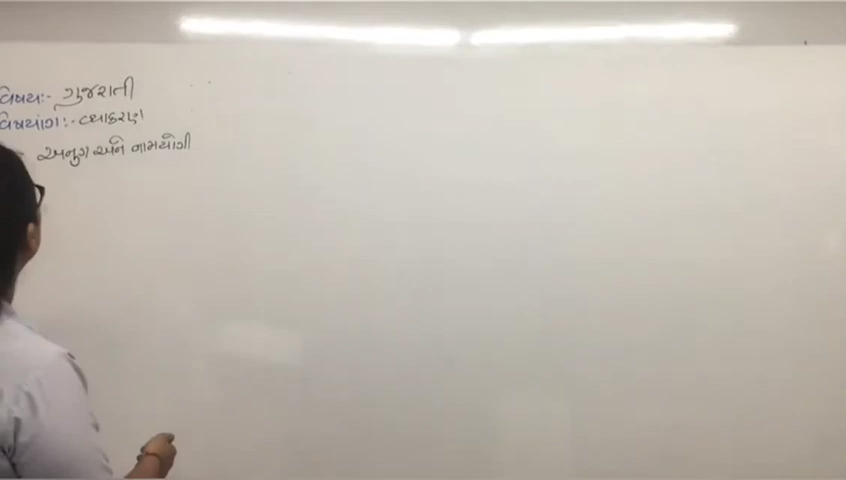 વિષય:- ગુજરાતી
વિષયાંગ:- વ્યાકરણ
અનુગ અને નામયોગી